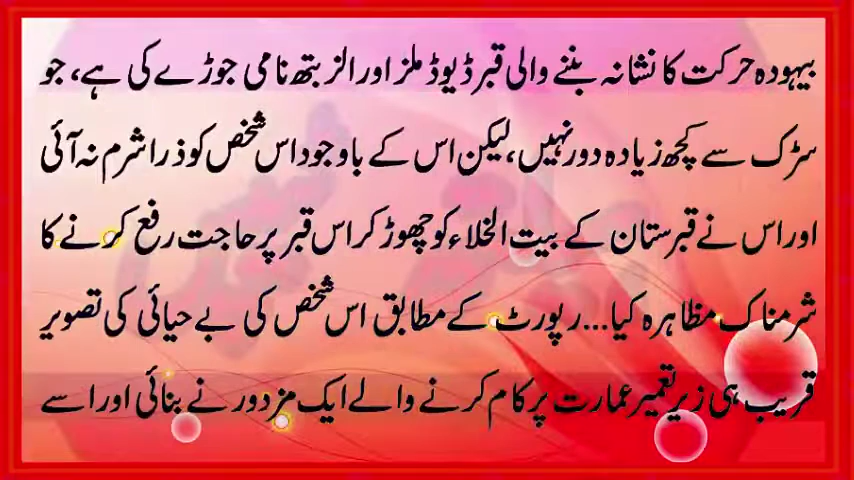 بیہودہ حرکت کا نشانہ بننے والی قبر ڈیوڈ ملز اور الزبتھ نامی جوڑے کی ہے، جو
سڑک سے کچھ زیادہ دور نہیں، لیکن اس کے باوجود اس شخص کو ذرا شرم نہ آئی
اور اس نے قبرستان کے بیت الخلاء کو چھوڑ کر اس قبر پر حاجت رفع کرنے کا
شرمناک مظاہرہ کیا... رپورٹ کے مطابق اس شخص کی بے حیائی کی تصویر
قریب ہی زیر تعمیر عمارت پر کام کرنے والے ایک مزدور نے بنائی اور اسے